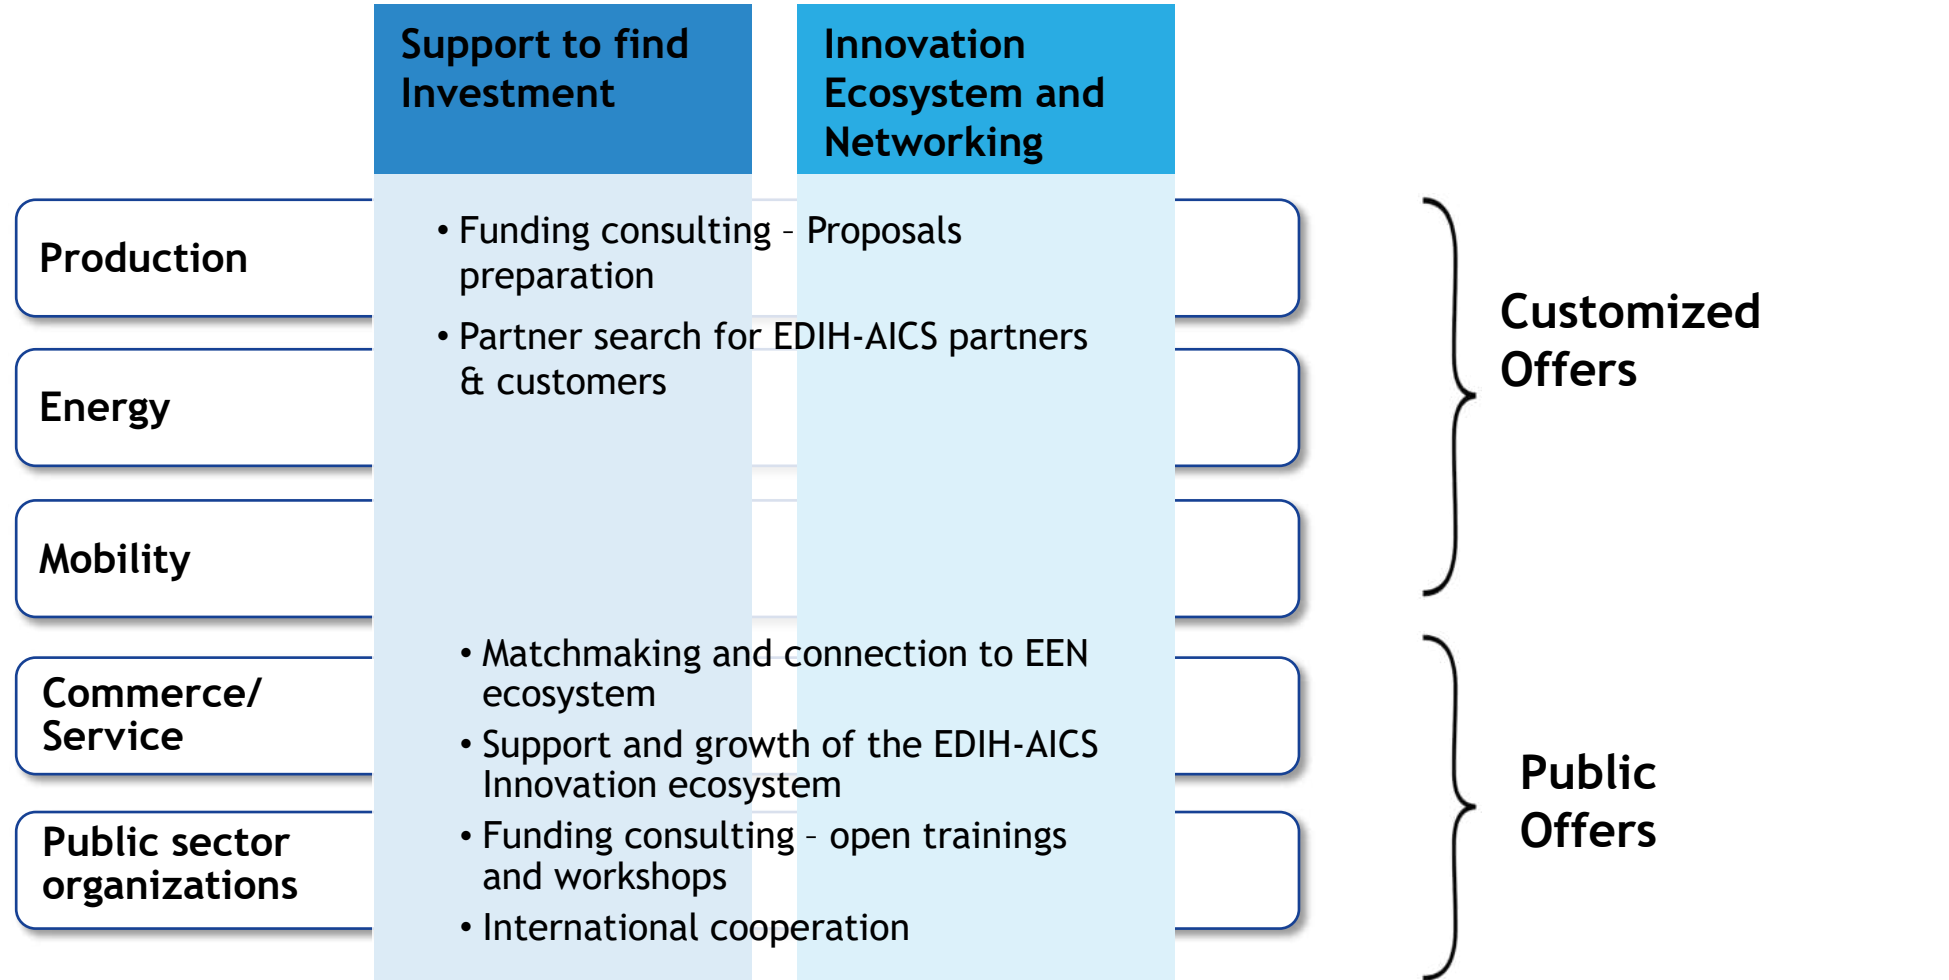 Support to find
Investment
Innovation
Ecosystem and
Networking
Production
• Funding consulting – Proposals
preparation
• Partner search for EDIH-AICS partners
& customers
Energy
Mobility
Customized
Offers
Commerce/
Service
Public sector
organizations
• Matchmaking and connection to EEN
ecosystem
• Support and growth of the EDIH-AICS
Innovation ecosystem
• Funding consulting – open trainings
and workshops
• International cooperation
Public
Offers